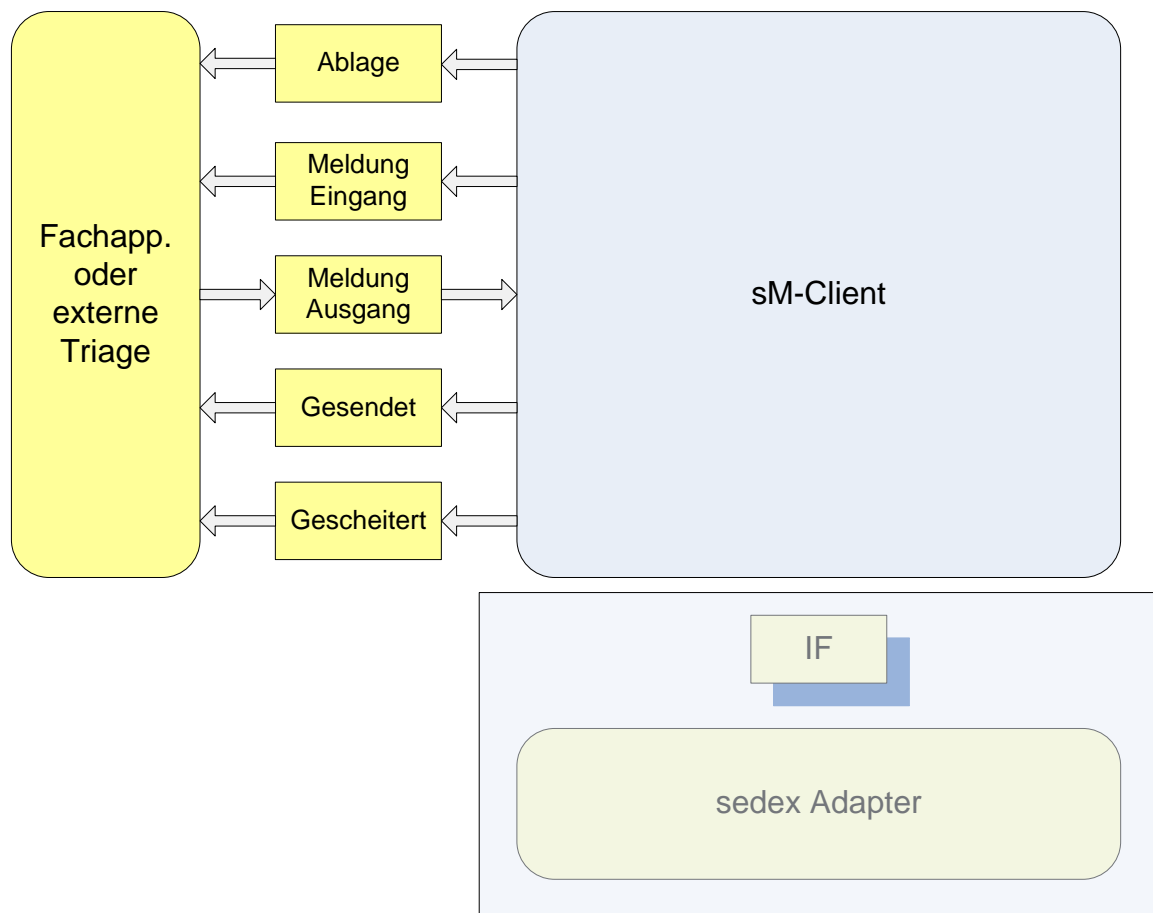 Ablage
Meldung
Eingang
Fachapp.
oder
externe
Triage
Meldung
Ausgang
sM-Client
Gesendet
Gescheitert
IF
sedex Adapter